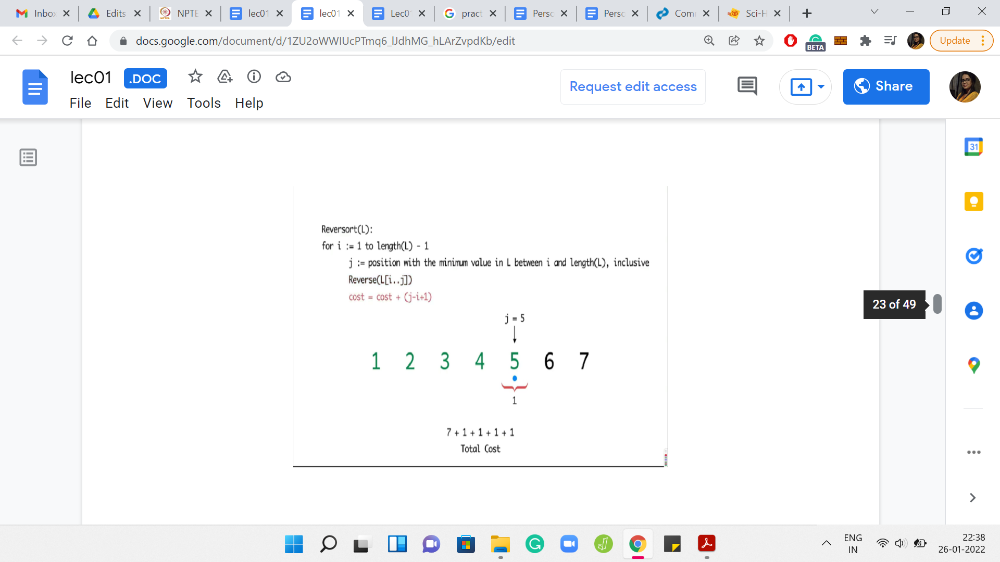 Inbo
Edits
NPTE
lec01
lec01
Lec01
pract
Perso
Perso
Com
Sci-H
docs.google.com/document/d/1ZU2oWWIUcPTmq6_lJdhMG_hLArZvpdKb/edit
BETA
Update
lec01
.DOC
File Edit View Tools Help
Request edit access
Share
31
Reversort(L):
for i := 1 to length(L) - 1
j := position with the minimum value in L between i and length(L), inclusive
Reverse(L[i..j])
cost = cost + (j-i+1)
j = 5
1 2 3 4 5 6 7
1
7 + 1 + 1 + 1 + 1
Total Cost
23 of 49
ENG
IN
22:38
26-01-2022